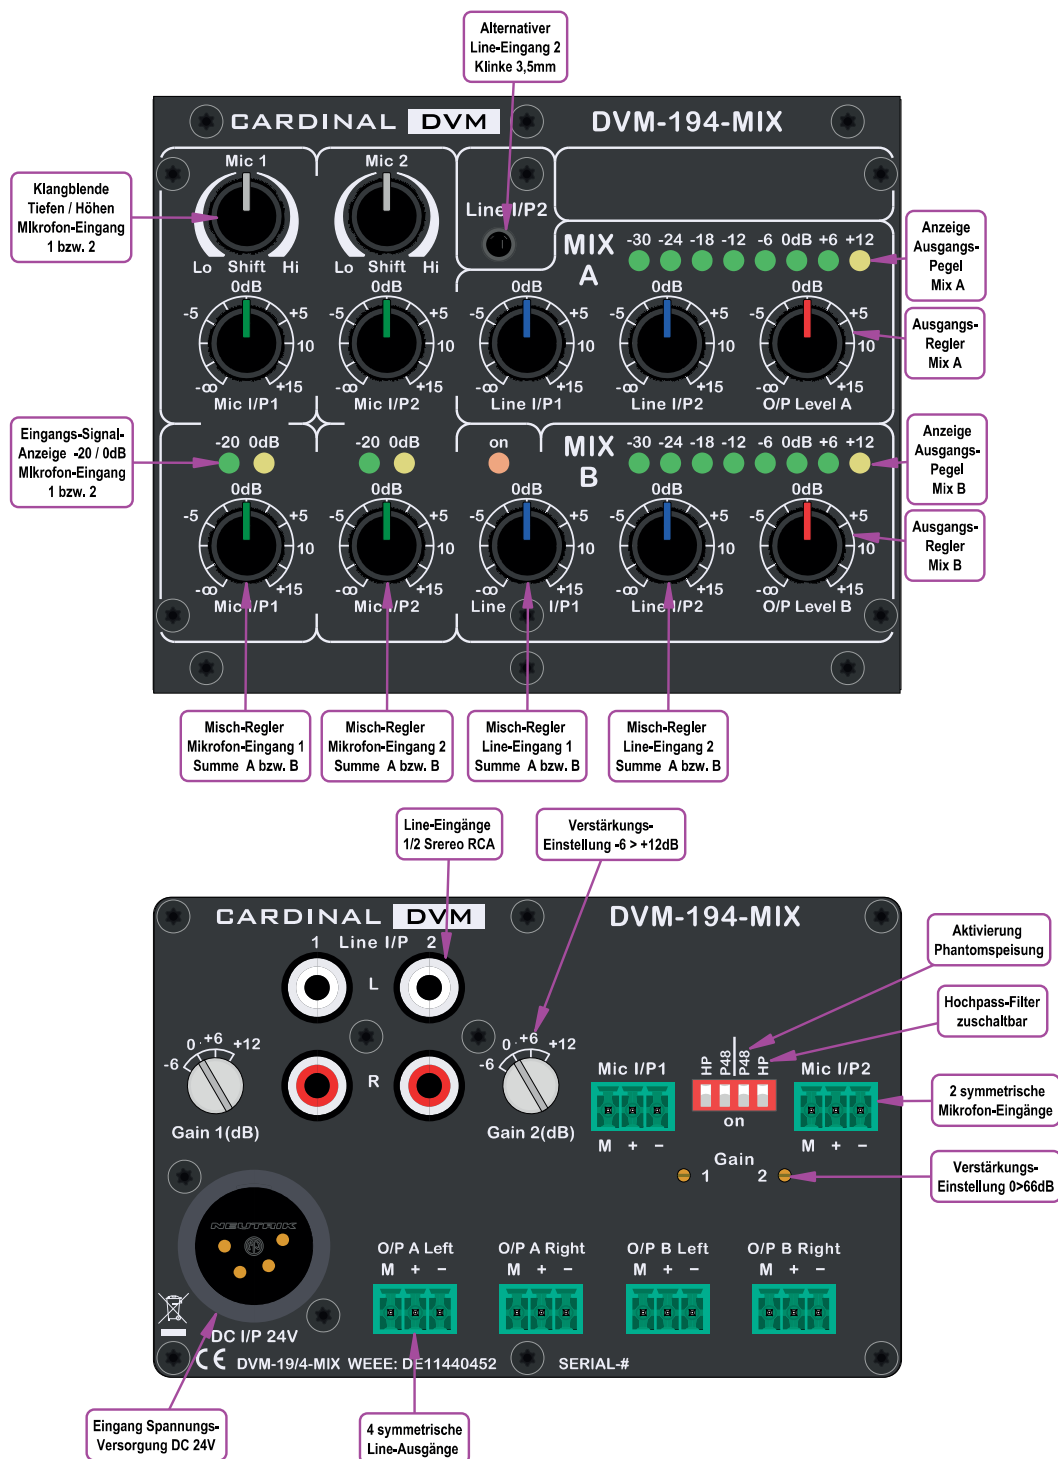 Alternativer
Line-Eingang 2
Klinke 3,5mm
CARDINAL DVM
DVM-194-MIX
Mic 1
Mic 2
Line I/P2
Lo Shift Hi
Lo Shift Hi
Klangblende
Tiefen / Höhen
MIkrofon-Eingang
1 bzw. 2
MIX
A
-30 -24 -18 -12 -6 0dB +6 +12
Anzeige
Ausgangs-
Pegel
Mix A
0dB
-5 +5
10
-∞ +15
Mic I/P1
0dB
-5 +5
10
-∞ +15
Mic I/P2
0dB
-5 +5
10
-∞ +15
Line I/P1
0dB
-5 +5
10
-∞ +15
Line I/P2
0dB
-5 +5
10
-∞ +15
O/P Level A
Ausgangs-
Regler
Mix A
Eingangs-Signal-
Anzeige -20 / 0dB
MIkrofon-Eingang
1 bzw. 2
-20 0dB
-20 0dB
on
MIX
B
-30 -24 -18 -12 -6 0dB +6 +12
Anzeige
Ausgangs-
Pegel
Mix B
0dB
-5 +5
10
-∞ +15
Mic I/P1
0dB
-5 +5
10
-∞ +15
Mic I/P2
0dB
-5 +5
10
-∞ +15
Line I/P1
0dB
-5 +5
10
-∞ +15
Line I/P2
0dB
-5 +5
10
-∞ +15
O/P Level B
Ausgangs-
Regler
Mix B
Misch-Regler
Mikrofon-Eingang 1
Summe A bzw. B
Misch-Regler
Mikrofon-Eingang 2
Summe A bzw. B
Misch-Regler
Line-Eingang 1
Summe A bzw. B
Misch-Regler
Line-Eingang 2
Summe A bzw. B
Line-Eingänge
1/2 Srereo RCA
Verstärkungs-
Einstellung -6 > +12dB
CARDINAL DVM
DVM-194-MIX
1 Line I/P 2
L
R
-6 0 +6 +12
Gain 1(dB)
-6 0 +6 +12
Gain 2(dB)
Aktivierung
Phantomspeisung
Hochpass-Filter
zuschaltbar
HP P48 P48 HP
on
Mic I/P1
M + −
Mic I/P2
M + −
2 symmetrische
Mikrofon-Eingänge
Gain
1 2
Verstärkungs-
Einstellung 0>66dB
NEUTRIK
DC I/P 24V
O/P A Left
M + −
O/P A Right
M + −
O/P B Left
M + −
O/P B Right
M + −
CE DVM-19/4-MIX WEEE: DE11440452 SERIAL-#
Eingang Spannungs-
Versorgung DC 24V
4 symmetrische
Line-Ausgänge